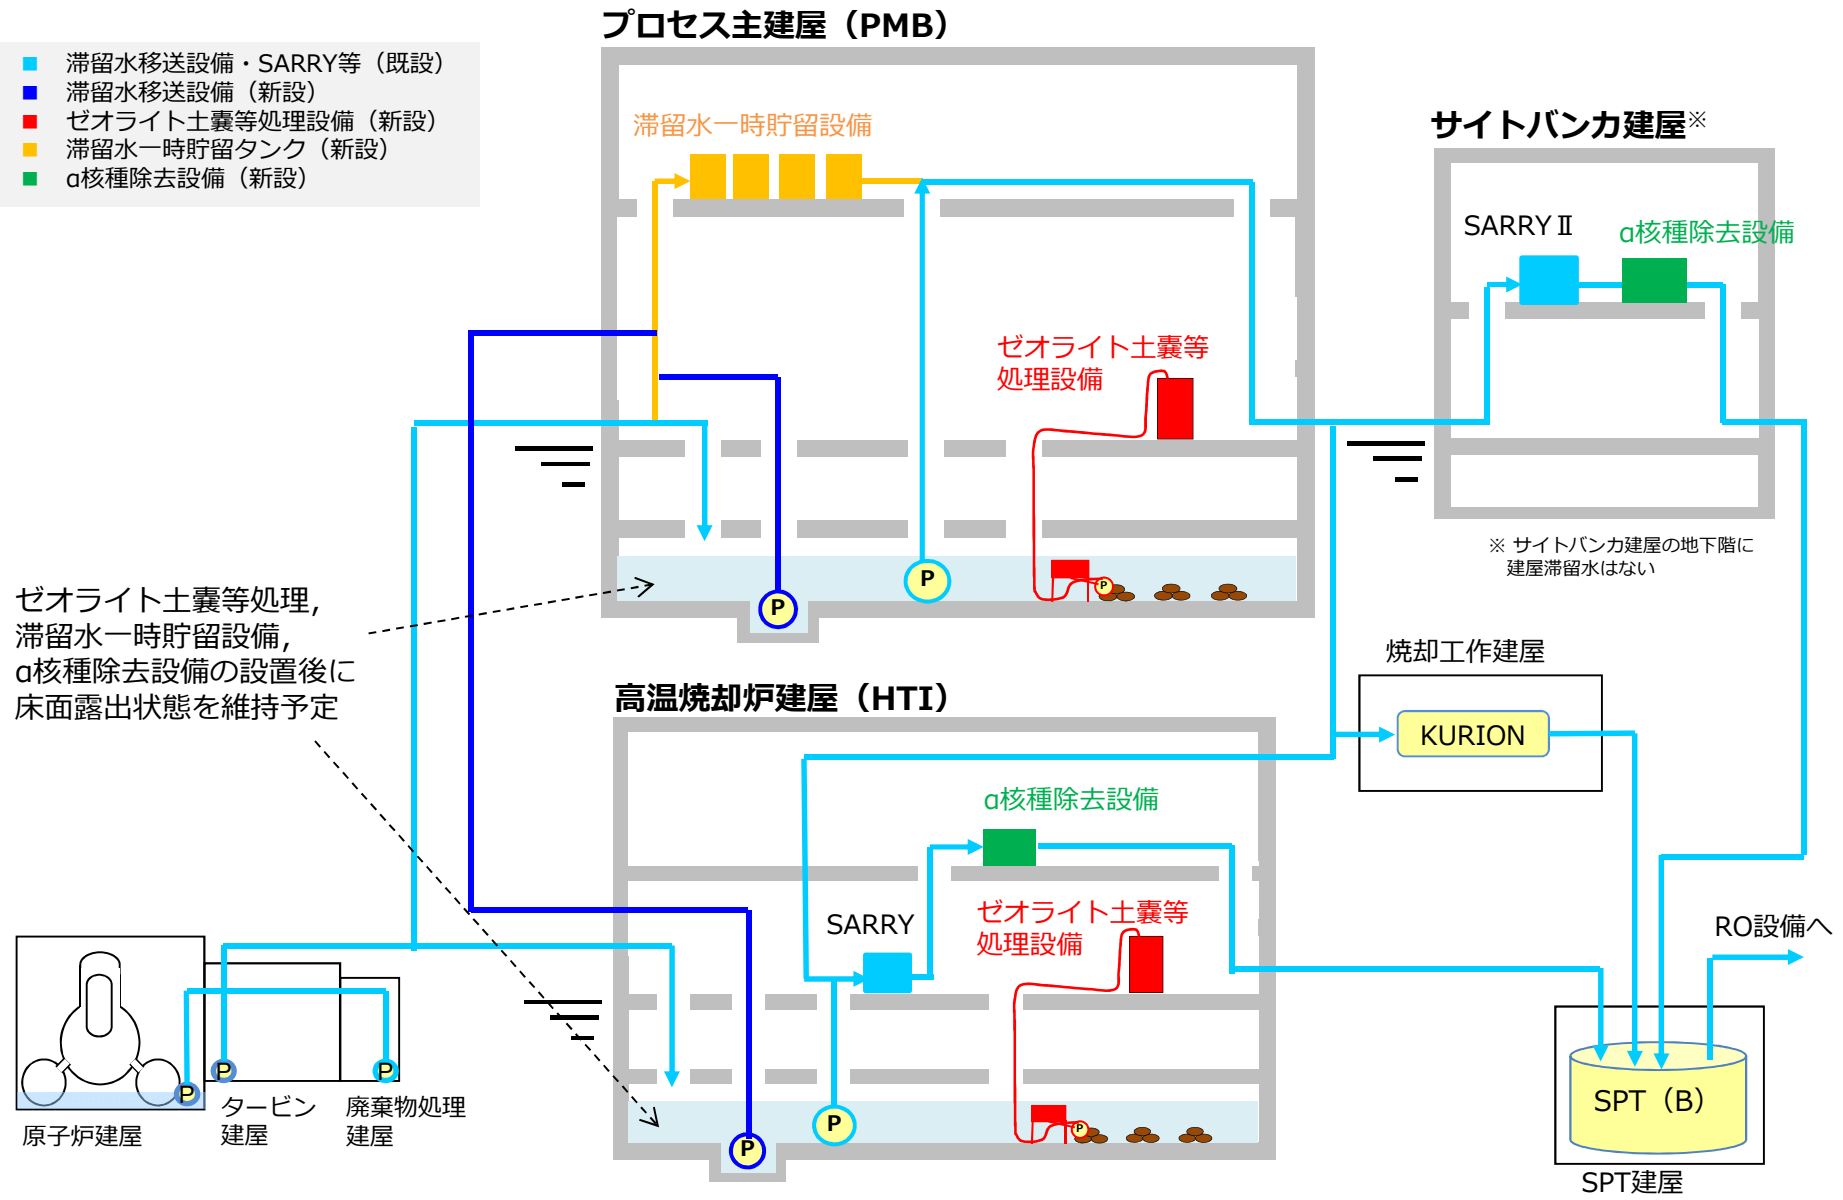 プロセス主建屋（PMB）
■ 滞留水移送設備・SARRY等（既設）
■ 滞留水移送設備（新設）
■ ゼオライト土嚢等処理設備（新設）
■ 滞留水一時貯留タンク（新設）
■ α核種除去設備（新設）
滞留水一時貯留設備
サイトバンカ建屋※
SARRYⅡ
α核種除去設備
ゼオライト土嚢等
処理設備
P
P
P
※ サイトバンカ建屋の地下階に
建屋滞留水はない
ゼオライト土嚢等処理，
滞留水一時貯留設備，
α核種除去設備の設置後に
床面露出状態を維持予定
焼却工作建屋
KURION
高温焼却炉建屋（HTI）
α核種除去設備
SARRY
ゼオライト土嚢等
処理設備
P
P
P
P
P
P
原子炉建屋
タービン
建屋
廃棄物処理
建屋
RO設備へ
SPT（B）
SPT建屋